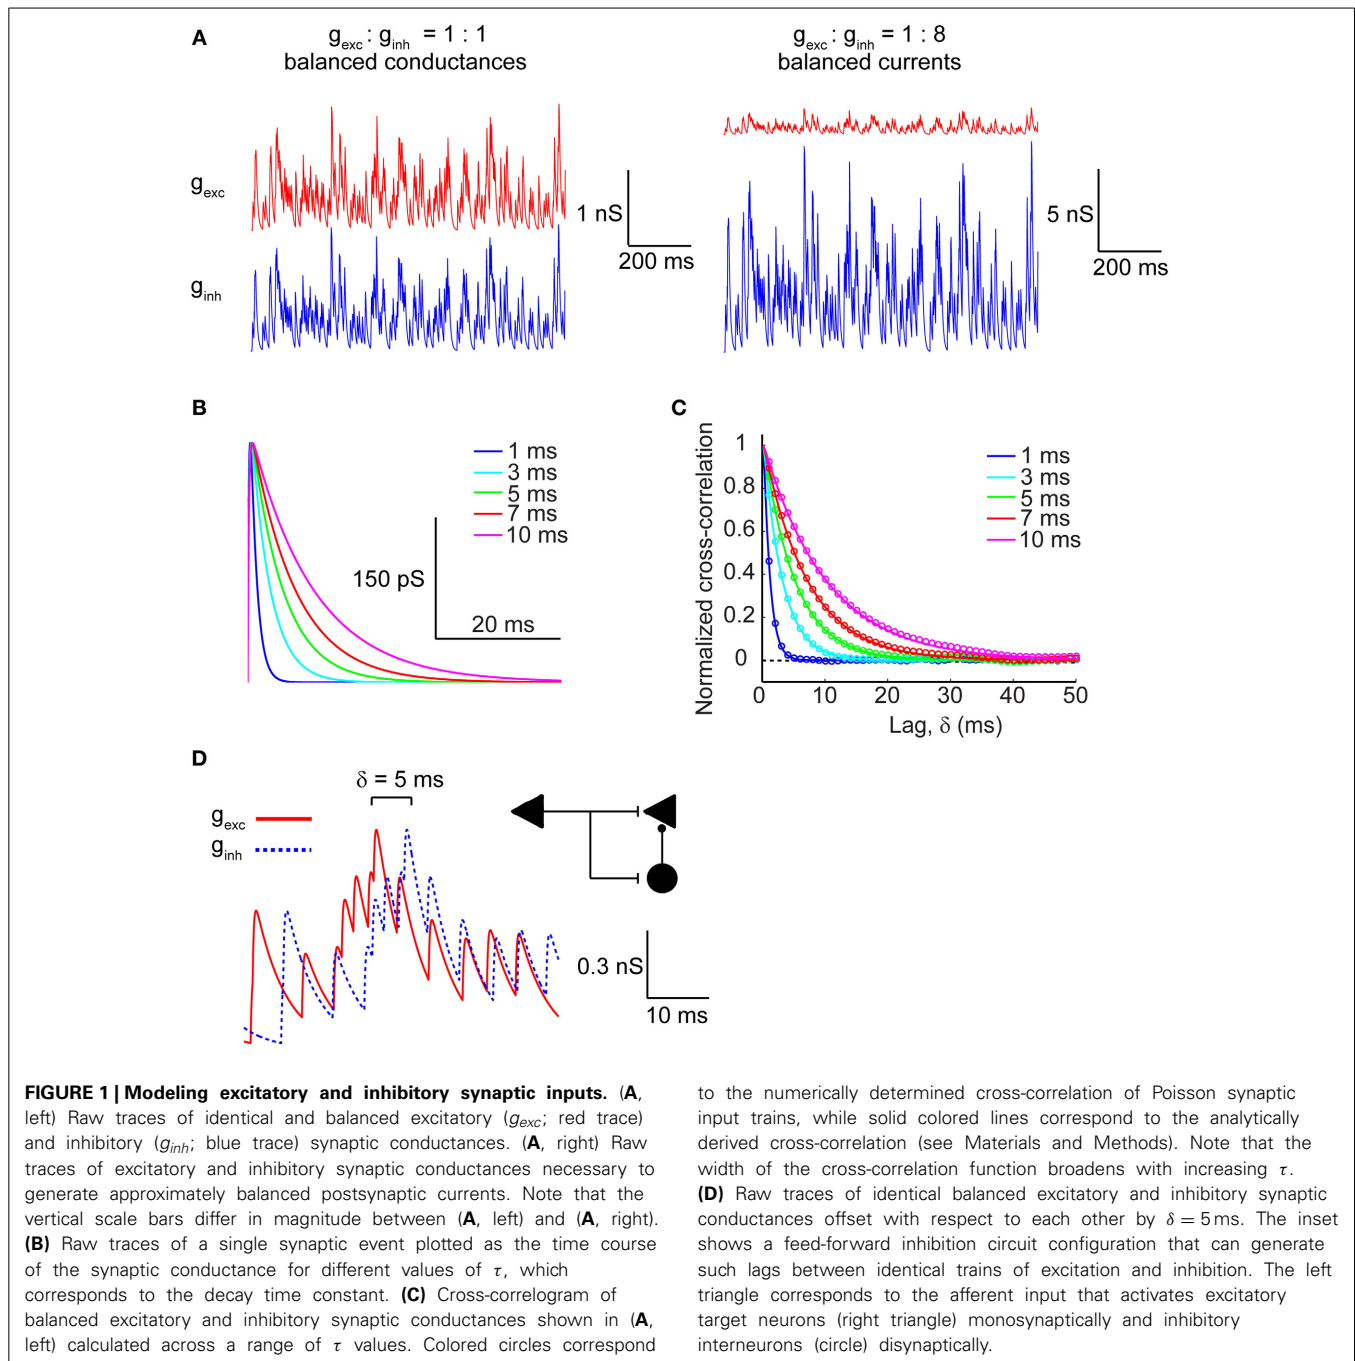 A
g_exc : g_inh = 1 : 1
balanced conductances
g_exc : g_inh = 1 : 8
balanced currents
g_exc
g_inh
1 nS
200 ms
5 nS
200 ms
B
1 ms
3 ms
5 ms
7 ms
10 ms
150 pS
20 ms
C
Normalized cross-correlation
1
0.8
0.6
0.4
0.2
0
0
10
20
30
40
50
Lag, δ (ms)
1 ms
3 ms
5 ms
7 ms
10 ms
D
δ = 5 ms
g_exc
g_inh
0.3 nS
10 ms
FIGURE 1 | Modeling excitatory and inhibitory synaptic inputs. (A,
left) Raw traces of identical and balanced excitatory (g_exc; red trace)
and inhibitory (g_inh; blue trace) synaptic conductances. (A, right) Raw
traces of excitatory and inhibitory synaptic conductances necessary to
generate approximately balanced postsynaptic currents. Note that the
vertical scale bars differ in magnitude between (A, left) and (A, right).
(B) Raw traces of a single synaptic event plotted as the time course
of the synaptic conductance for different values of τ, which
corresponds to the decay time constant. (C) Cross-correlogram of
balanced excitatory and inhibitory synaptic conductances shown in (A,
left) calculated across a range of τ values. Colored circles correspond
to the numerically determined cross-correlation of Poisson synaptic
input trains, while solid colored lines correspond to the analytically
derived cross-correlation (see Materials and Methods). Note that the
width of the cross-correlation function broadens with increasing τ.
(D) Raw traces of identical balanced excitatory and inhibitory synaptic
conductances offset with respect to each other by δ = 5 ms. The inset
shows a feed-forward inhibition circuit configuration that can generate
such lags between identical trains of excitation and inhibition. The left
triangle corresponds to the afferent input that activates excitatory
target neurons (right triangle) monosynaptically and inhibitory
interneurons (circle) disynaptically.